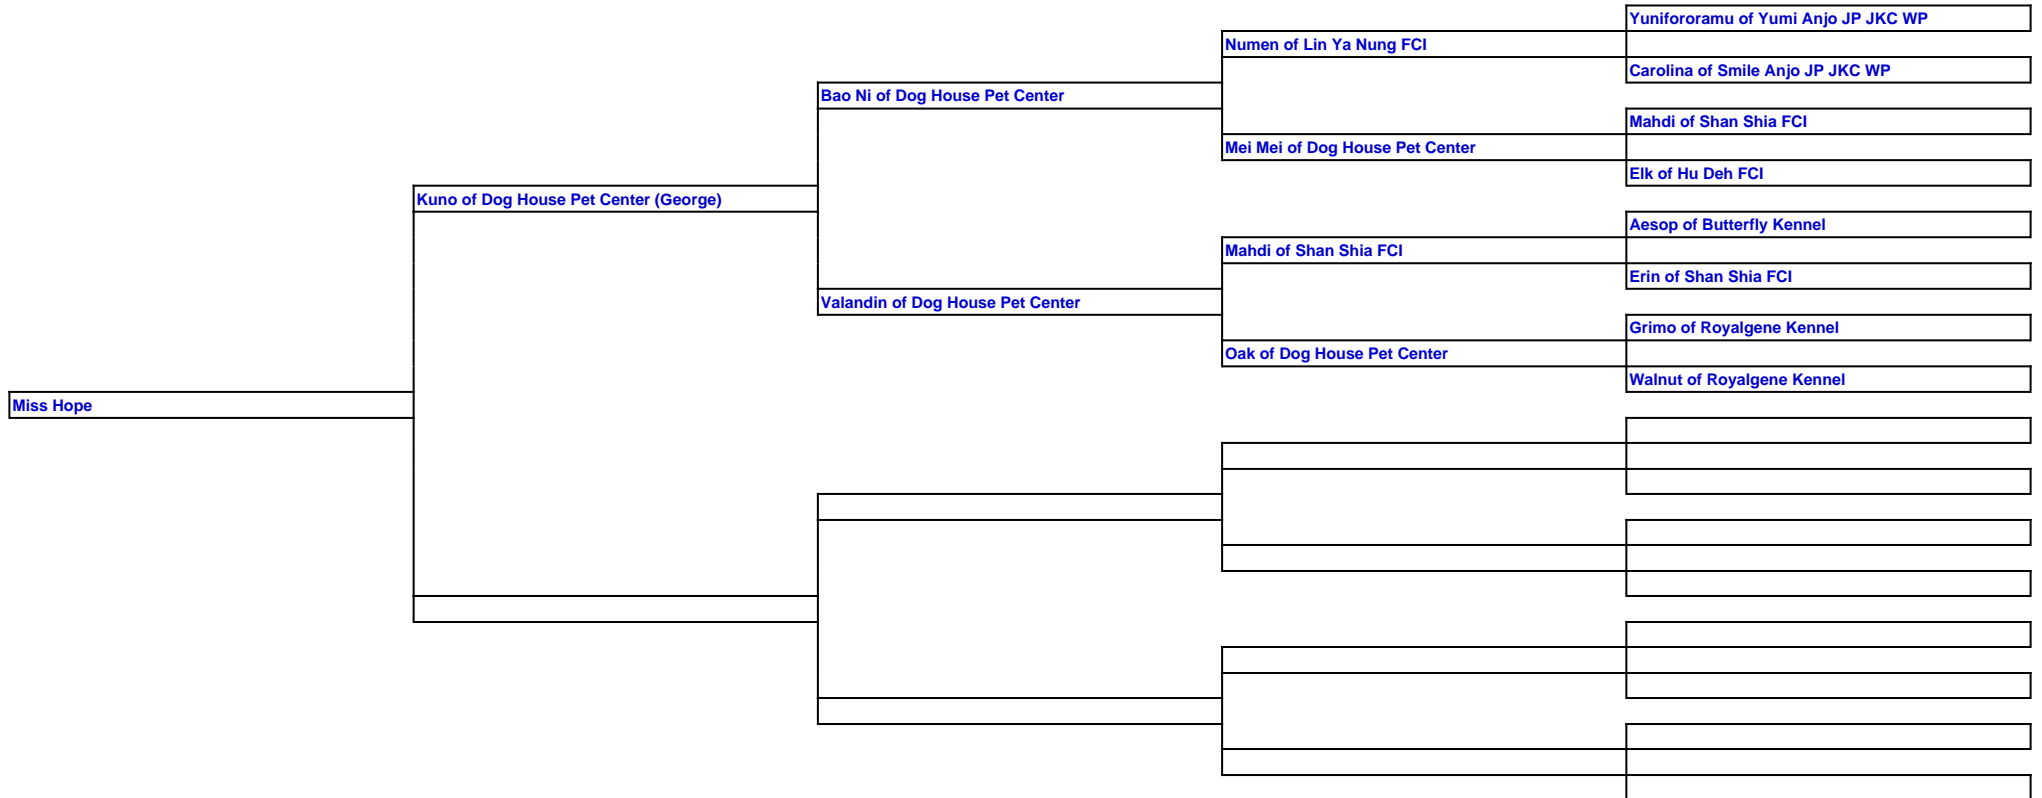 Yunifororamu of Yumi Anjo JP JKC WP
Numen of Lin Ya Nung FCI
Carolina of Smile Anjo JP JKC WP
Bao Ni of Dog House Pet Center
Mahdi of Shan Shia FCI
Mei Mei of Dog House Pet Center
Elk of Hu Deh FCI
Kuno of Dog House Pet Center (George)
Aesop of Butterfly Kennel
Mahdi of Shan Shia FCI
Erin of Shan Shia FCI
Valandin of Dog House Pet Center
Grimo of Royalgene Kennel
Oak of Dog House Pet Center
Walnut of Royalgene Kennel
Miss Hope